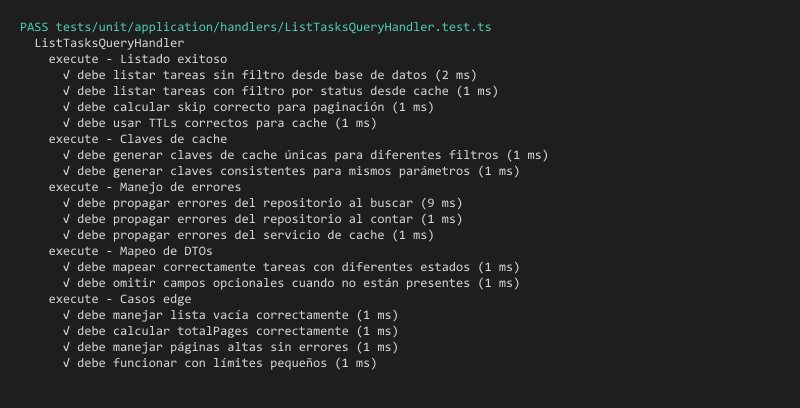 PASS tests/unit/application/handlers/ListTasksQueryHandler.test.ts
ListTasksQueryHandler
execute - Listado exitoso
√ debe listar tareas sin filtro desde base de datos (2 ms)
√ debe listar tareas con filtro por status desde cache (1 ms)
√ debe calcular skip correcto para paginación (1 ms)
√ debe usar TTLs correctos para cache (1 ms)
execute - Claves de cache
√ debe generar claves de cache únicas para diferentes filtros (1 ms)
√ debe generar claves consistentes para mismos parámetros (1 ms)
execute - Manejo de errores
√ debe propagar errores del repositorio al buscar (9 ms)
√ debe propagar errores del repositorio al contar (1 ms)
√ debe propagar errores del servicio de cache (1 ms)
execute - Mapeo de DTOs
√ debe mapear correctamente tareas con diferentes estados (1 ms)
√ debe omitir campos opcionales cuando no están presentes (1 ms)
execute - Casos edge
√ debe manejar lista vacía correctamente (1 ms)
√ debe calcular totalPages correctamente (1 ms)
√ debe manejar páginas altas sin errores (1 ms)
√ debe funcionar con límites pequeños (1 ms)